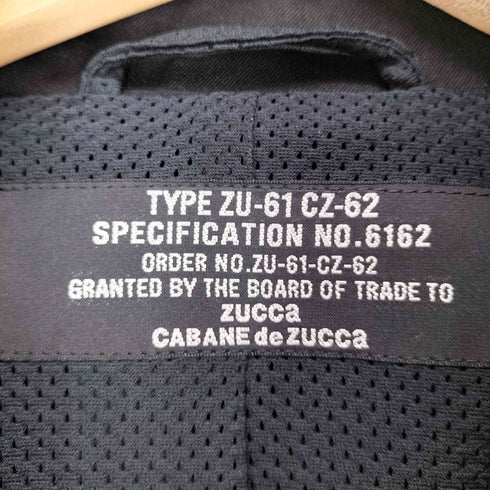 TYPE ZU-61 CZ-62
SPECIFICATION NO.6162
ORDER NO.ZU-61-CZ-62
GRANTED BY THE BOARD OF TRADE TO
ZUCCa
CABANE de ZUCCa